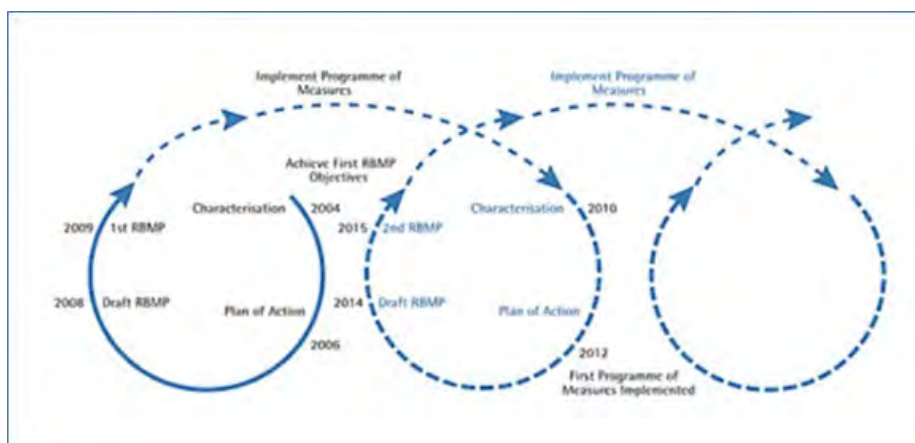 Implement Programme of
Measures
Implement Programme of
Measures
Achieve First RBMP
Objectives
Characterisation
2004
2009
1st RBMP
2015
2nd RBMP
Characterisation
2010
2008
Draft RBMP
Plan of Action
2014
Draft RBMP
Plan of Action
2006
2012
First Programme of
Measures Implemented